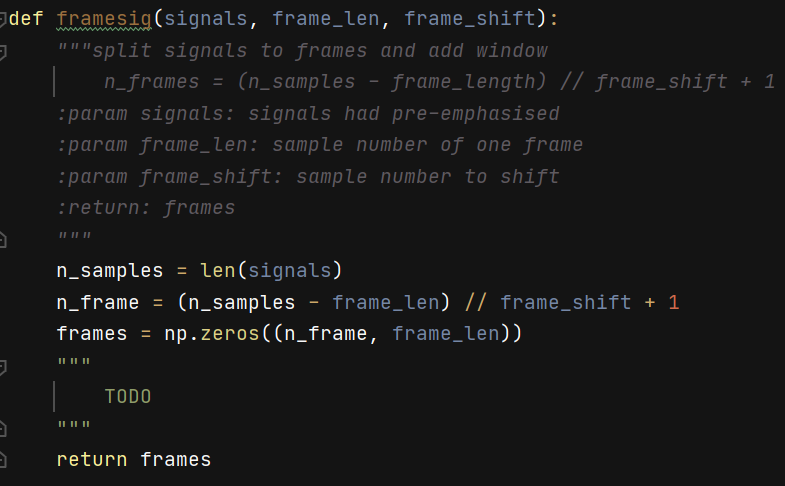 def framesig(signals, frame_len, frame_shift):
"""split signals to frames and add window
n_frames = (n_samples - frame_length) // frame_shift + 1
:param signals: signals had pre-emphasised
:param frame_len: sample number of one frame
:param frame_shift: sample number to shift
:return: frames
"""
n_samples = len(signals)
n_frame = (n_samples - frame_len) // frame_shift + 1
frames = np.zeros((n_frame, frame_len))
"""
TODO
"""
return frames